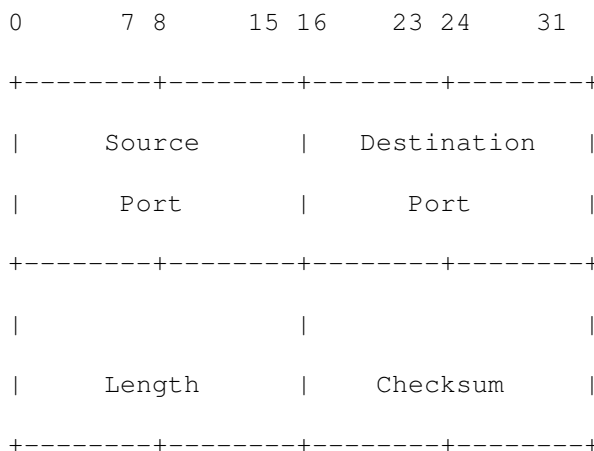 0      7 8     15 16    23 24    31
+--------+--------+--------+--------+
|     Source      |   Destination   |
|      Port       |      Port       |
+--------+--------+--------+--------+
|                 |                 |
|     Length      |    Checksum     |
+--------+--------+--------+--------+